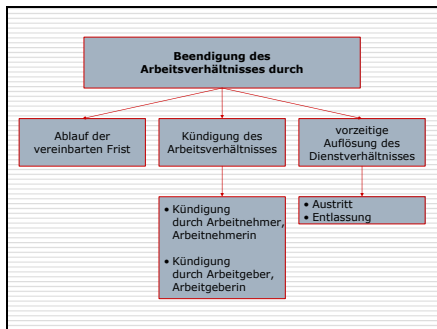 Beendigung des
Arbeitsverhältnisses durch
Ablauf der
vereinbarten Frist
Kündigung des
Arbeitsverhältnisses
vorzeitige
Auflösung des
Dienstverhältnisses
• Kündigung
durch Arbeitnehmer,
Arbeitnehmerin
• Kündigung
durch Arbeitgeber,
Arbeitgeberin
• Austritt
• Entlassung